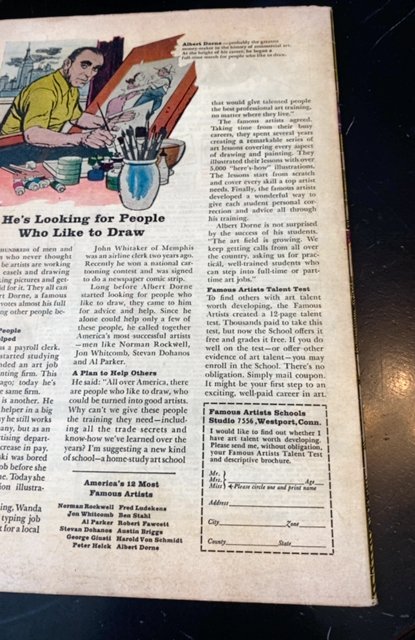 Albert Dorne—probably the greatest
money-maker in the history of commercial art.
At the height of his career, he began a
full-time search for people who like to draw.
He's Looking for People
Who Like to Draw
HUNDREDS of men and
n who never thought
be artists are working
easels and drawing
king pictures and get-
id for it. They all can
rt Dorne, a famous
votes almost his full
ng other people be-
People
lped
as a payroll clerk.
started studying
nded an art job
nting firm. This
ago; today he's
e same firm.
is another. He
helper in a big
ay he still works
any, but as an
tising depart-
crease in pay.
ki was bored
ob before she
ne. Today she
on illustra-
ing, Wanda
typing job
t for a local
John Whitaker of Memphis
was an airline clerk two years ago.
Recently he won a national car-
tooning contest and was signed
to do a newspaper comic strip.
Long before Albert Dorne
started looking for people who
like to draw, they came to him
for advice and help. Since he
alone could help only a few of
these people, he called together
America's most successful artists
—men like Norman Rockwell,
Jon Whitcomb, Stevan Dohanos
and Al Parker.
A Plan to Help Others
He said: "All over America, there
are people who like to draw, who
could be turned into good artists.
Why can't we give these people
the training they need—includ-
ing all the trade secrets and
know-how we've learned over the
years? I'm suggesting a new kind
of school—a home-study art school
America's 12 Most
Famous Artists
Norman Rockwell Fred Ludekens
Jon Whitcomb Ben Stahl
Al Parker Robert Fawcett
Stevan Dohanos Austin Briggs
George Giusti Harold Von Schmidt
Peter Helck Albert Dorne
that would give talented people
the best professional art training,
no matter where they live."
The famous artists agreed.
Taking time from their busy
careers, they spent several years
creating a remarkable series of
art lessons covering every aspect
of drawing and painting. They
illustrated their lessons with over
5,000 "here's-how" illustrations.
The lessons start from scratch
and cover every skill a top artist
needs. Finally, the famous artists
developed a wonderful way to
give each student personal cor-
rection and advice all through
his training.
Albert Dorne is not surprised
by the success of his students.
"The art field is growing. We
keep getting calls from all over
the country, asking us for prac-
tical, well-trained students who
can step into full-time or part-
time art jobs."
Famous Artists Talent Test
To find others with art talent
worth developing, the Famous
Artists created a 12-page talent
test. Thousands paid to take this
test, but now the School offers it
free and grades it free. If you do
well on the test—or offer other
evidence of art talent—you may
enroll in the School. There's no
obligation. Simply mail coupon.
It might be your first step to an
exciting, well-paid career in art.
Famous Artists Schools
Studio 7556, Westport, Conn.
I would like to find out whether I
have art talent worth developing.
Please send me, without obligation,
your Famous Artists Talent Test
and descriptive brochure.
Mr.
Mrs. Age
Miss Please circle one and print name
Address
City Zone
County State